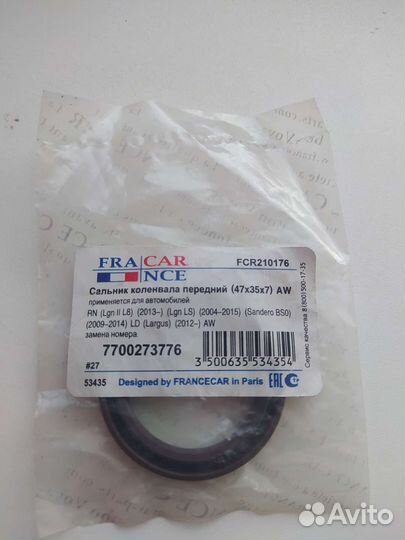 FRA CAR
NCE
FCR210176
Сальник коленвала передний (47x35x7) AW
применяется для автомобилей
RN (Lgn II L8) (2013–) (Lgn LS) (2004–2015) (Sandero BS0)
(2009–2014) LD (Largus) (2012–) AW
замена номера
7700273776
3 500635 534354
#27
53435
Designed by FRANCECAR in Paris
EAC
Сервис качества 8 (800) 500-17-35
Avito